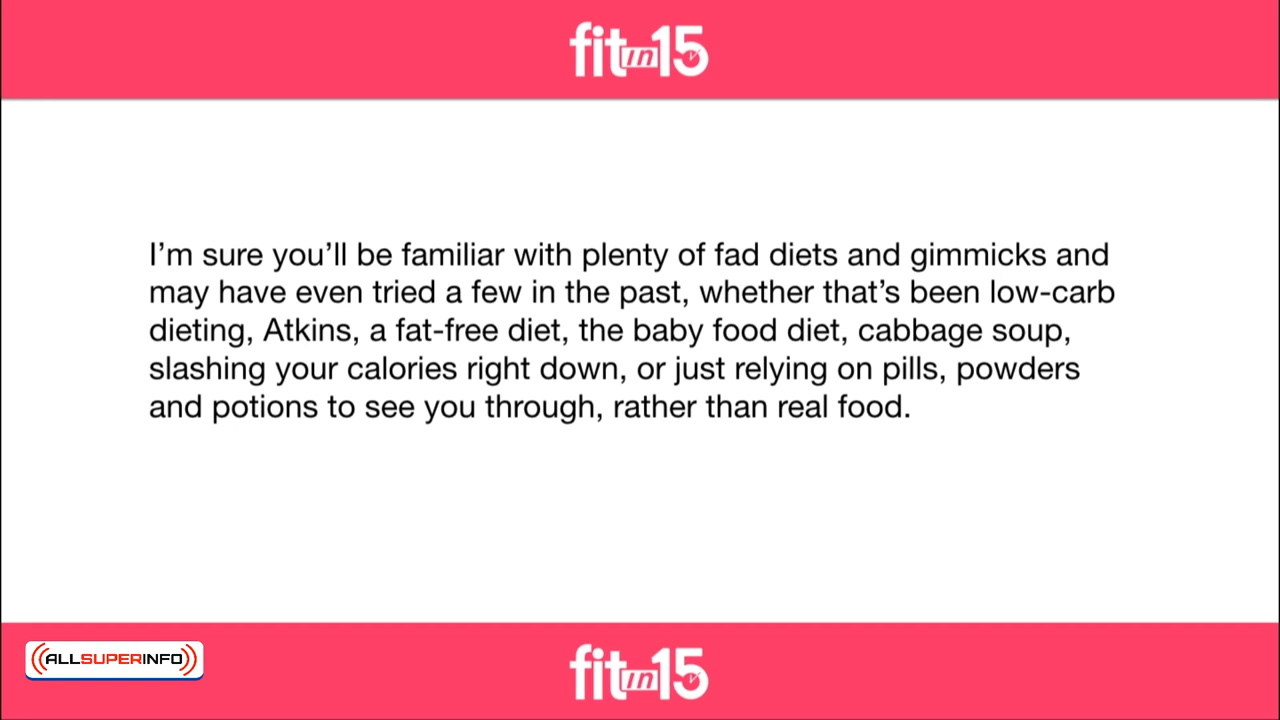 fit in 15
I’m sure you’ll be familiar with plenty of fad diets and gimmicks and
may have even tried a few in the past, whether that’s been low-carb
dieting, Atkins, a fat-free diet, the baby food diet, cabbage soup,
slashing your calories right down, or just relying on pills, powders
and potions to see you through, rather than real food.
ALLSUPERINFO
fit in 15